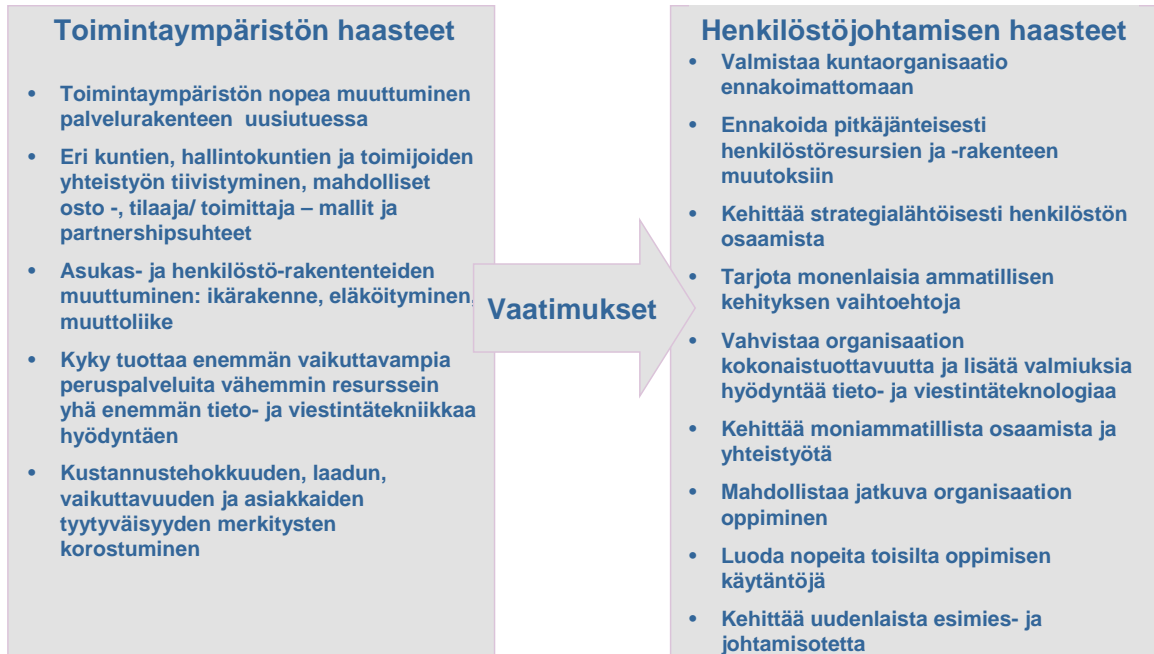 Toimintaympäristön haasteet
• Toimintaympäristön nopea muuttuminen
palvelurakenteen uusiutuessa
• Eri kuntien, hallintokuntien ja toimijoiden
yhteistyön tiivistyminen, mahdolliset
osto -, tilaaja/ toimittaja – mallit ja
partnershipsuhteet
• Asukas- ja henkilöstö-rakententeiden
muuttuminen: ikärakenne, eläköityminen,
muuttoliike
• Kyky tuottaa enemmän vaikuttavampia
peruspalveluita vähemmin resurssein
yhä enemmän tieto- ja viestintätekniikkaa
hyödyntäen
• Kustannustehokkuuden, laadun,
vaikuttavuuden ja asiakkaiden
tyytyväisyyden merkitysten
korostuminen
Vaatimukset
Henkilöstöjohtamisen haasteet
• Valmistaa kuntaorganisaatio
ennakoimattomaan
• Ennakoida pitkäjänteisesti
henkilöstöresursien ja -rakenteen
muutoksiin
• Kehittää strategialähtöisesti henkilöstön
osaamista
• Tarjota monenlaisia ammatillisen
kehityksen vaihtoehtoja
• Vahvistaa organisaation
kokonaistuottavuutta ja lisätä valmiuksia
hyödyntää tieto- ja viestintäteknologiaa
• Kehittää moniammatillista osaamista ja
yhteistyötä
• Mahdollistaa jatkuva organisaation
oppiminen
• Luoda nopeita toisilta oppimisen
käytäntöjä
• Kehittää uudenlaista esimies- ja
johtamisotetta